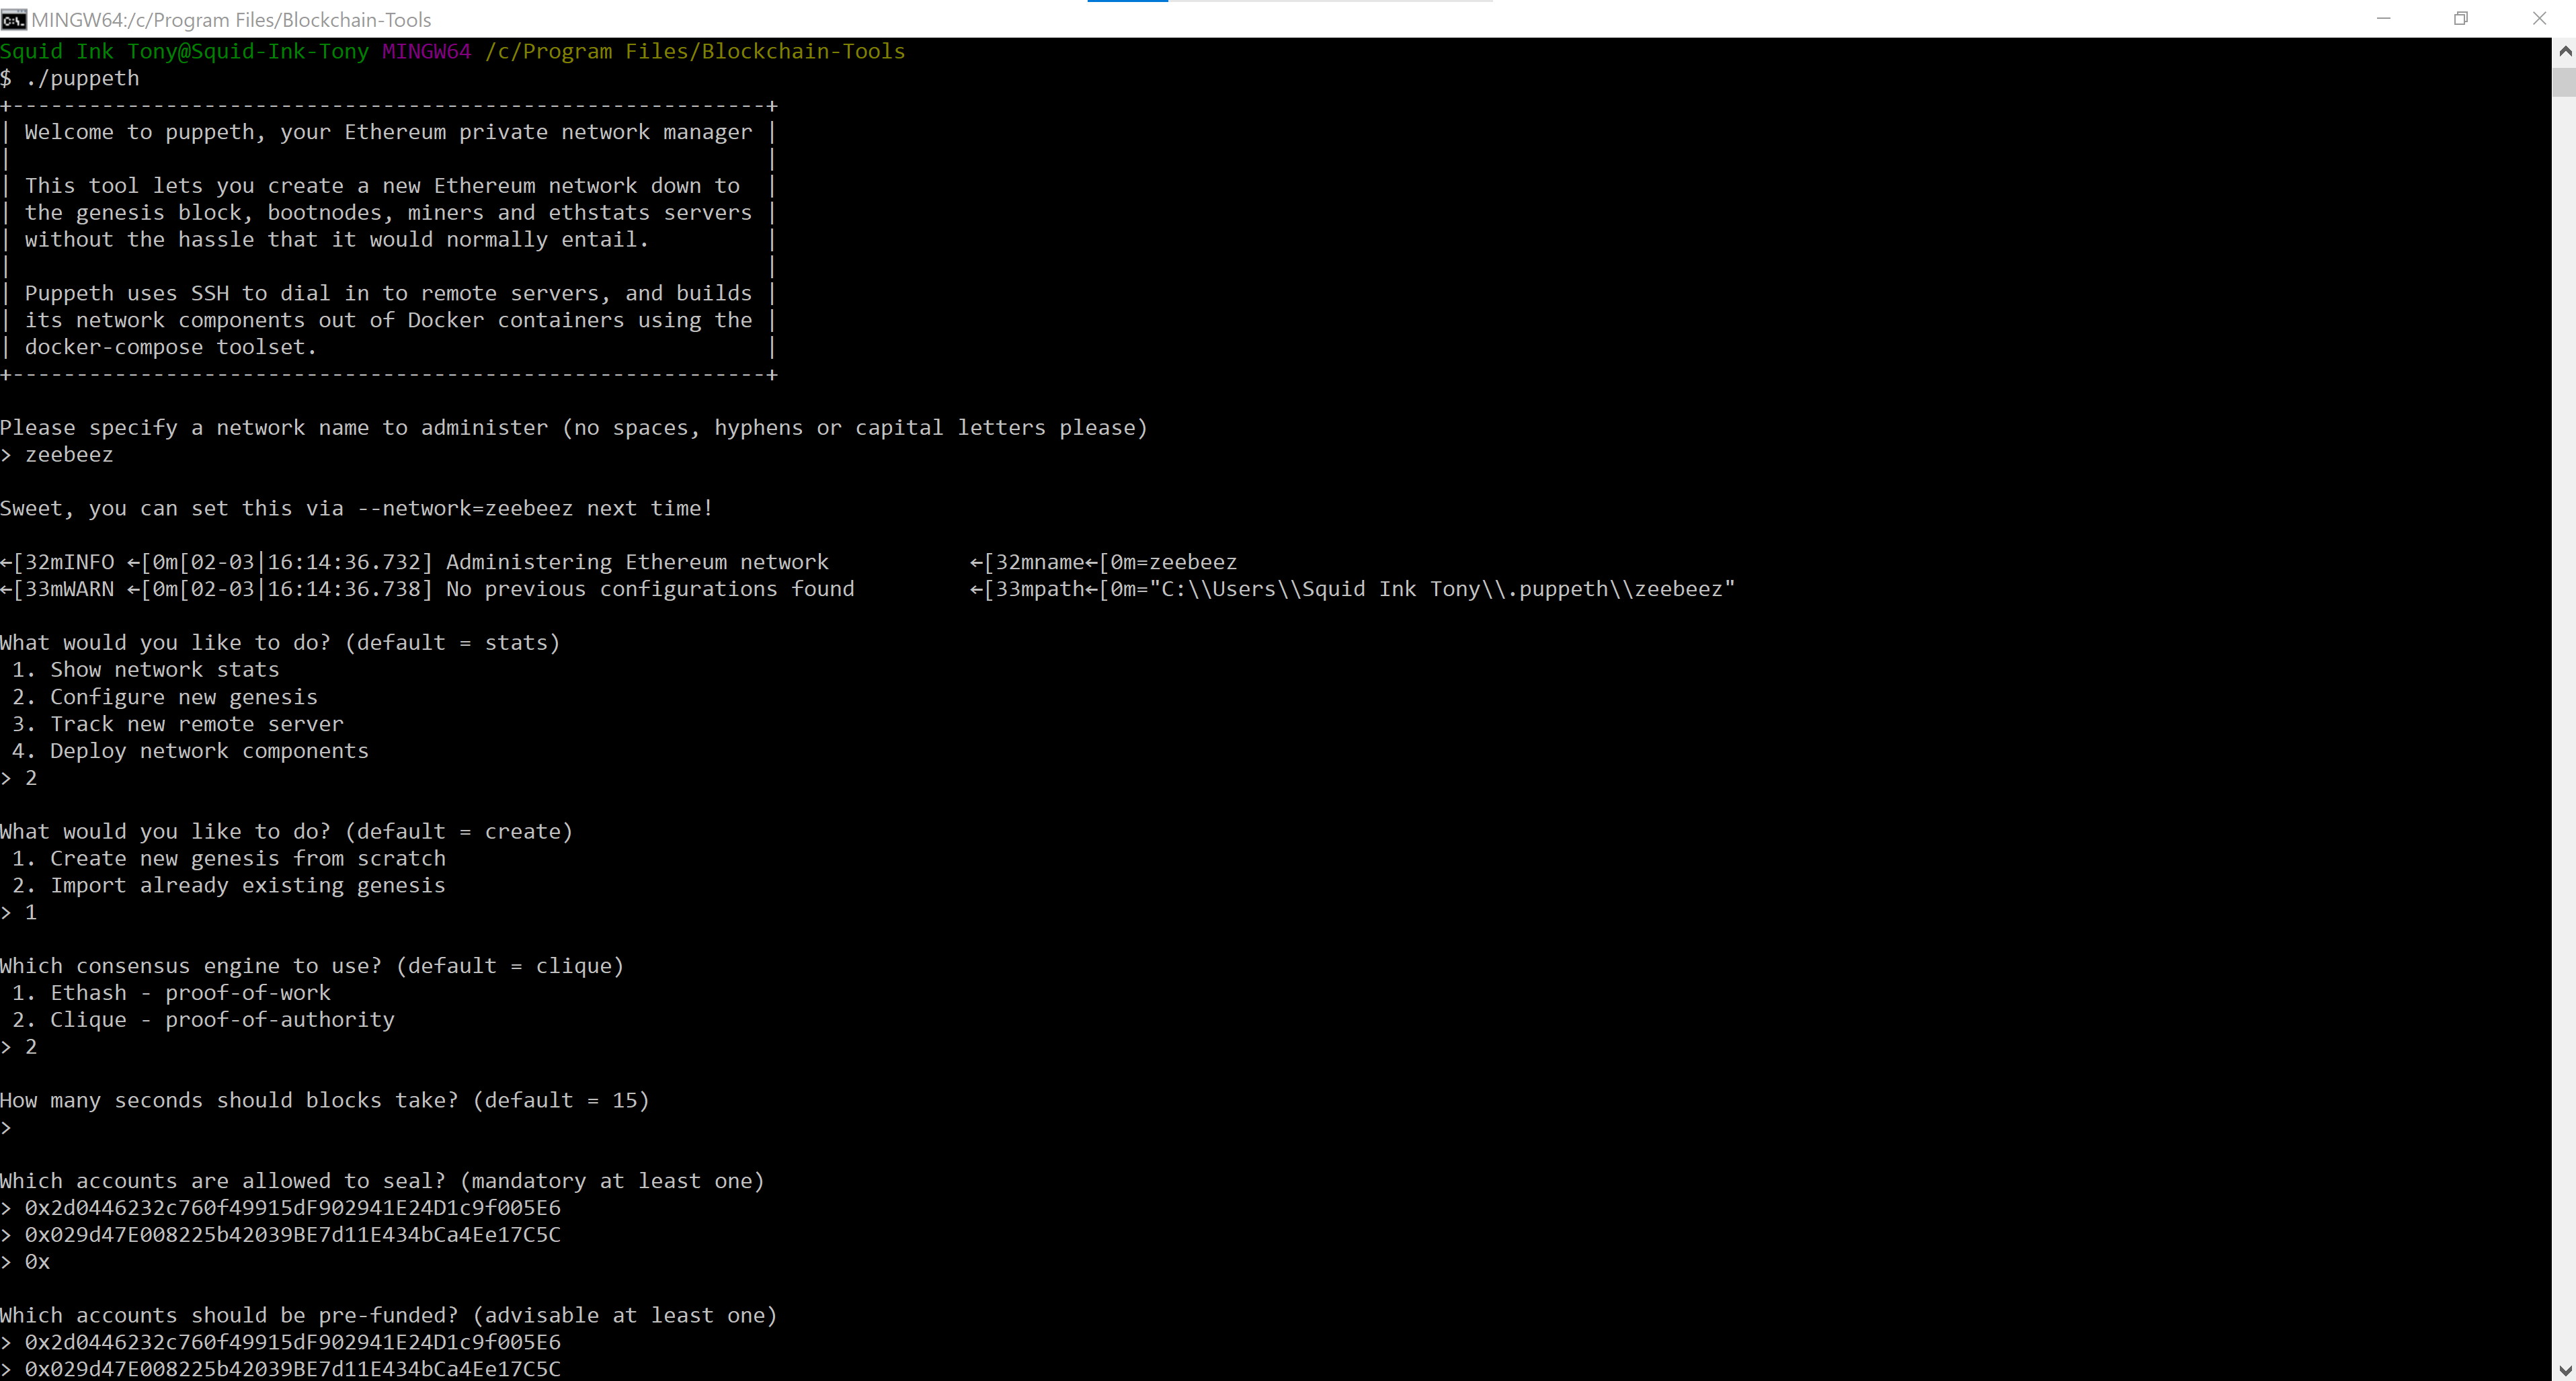 MINGW64:/c/Program Files/Blockchain-Tools
Squid Ink Tony@Squid-Ink-Tony MINGW64 /c/Program Files/Blockchain-Tools
$ ./puppeth
+-----------------------------------------------------------+
| Welcome to puppeth, your Ethereum private network manager |
|                                                           |
| This tool lets you create a new Ethereum network down to  |
| the genesis block, bootnodes, miners and ethstats servers |
| without the hassle that it would normally entail.         |
|                                                           |
| Puppeth uses SSH to dial in to remote servers, and builds |
| its network components out of Docker containers using the |
| docker-compose toolset.                                   |
+-----------------------------------------------------------+
Please specify a network name to administer (no spaces, hyphens or capital letters please)
> zeebeez
Sweet, you can set this via --network=zeebeez next time!
←[32mINFO ←[0m[02-03|16:14:36.732] Administering Ethereum network           ←[32mname←[0m=zeebeez
←[33mWARN ←[0m[02-03|16:14:36.738] No previous configurations found         ←[33mpath←[0m="C:\\Users\\Squid Ink Tony\\.puppeth\\zeebeez"
What would you like to do? (default = stats)
 1. Show network stats
 2. Configure new genesis
 3. Track new remote server
 4. Deploy network components
> 2
What would you like to do? (default = create)
 1. Create new genesis from scratch
 2. Import already existing genesis
> 1
Which consensus engine to use? (default = clique)
 1. Ethash - proof-of-work
 2. Clique - proof-of-authority
> 2
How many seconds should blocks take? (default = 15)
>
Which accounts are allowed to seal? (mandatory at least one)
> 0x2d0446232c760f49915dF902941E24D1c9f005E6
> 0x029d47E008225b42039BE7d11E434bCa4Ee17C5C
> 0x
Which accounts should be pre-funded? (advisable at least one)
> 0x2d0446232c760f49915dF902941E24D1c9f005E6
> 0x029d47E008225b42039BE7d11E434bCa4Ee17C5C